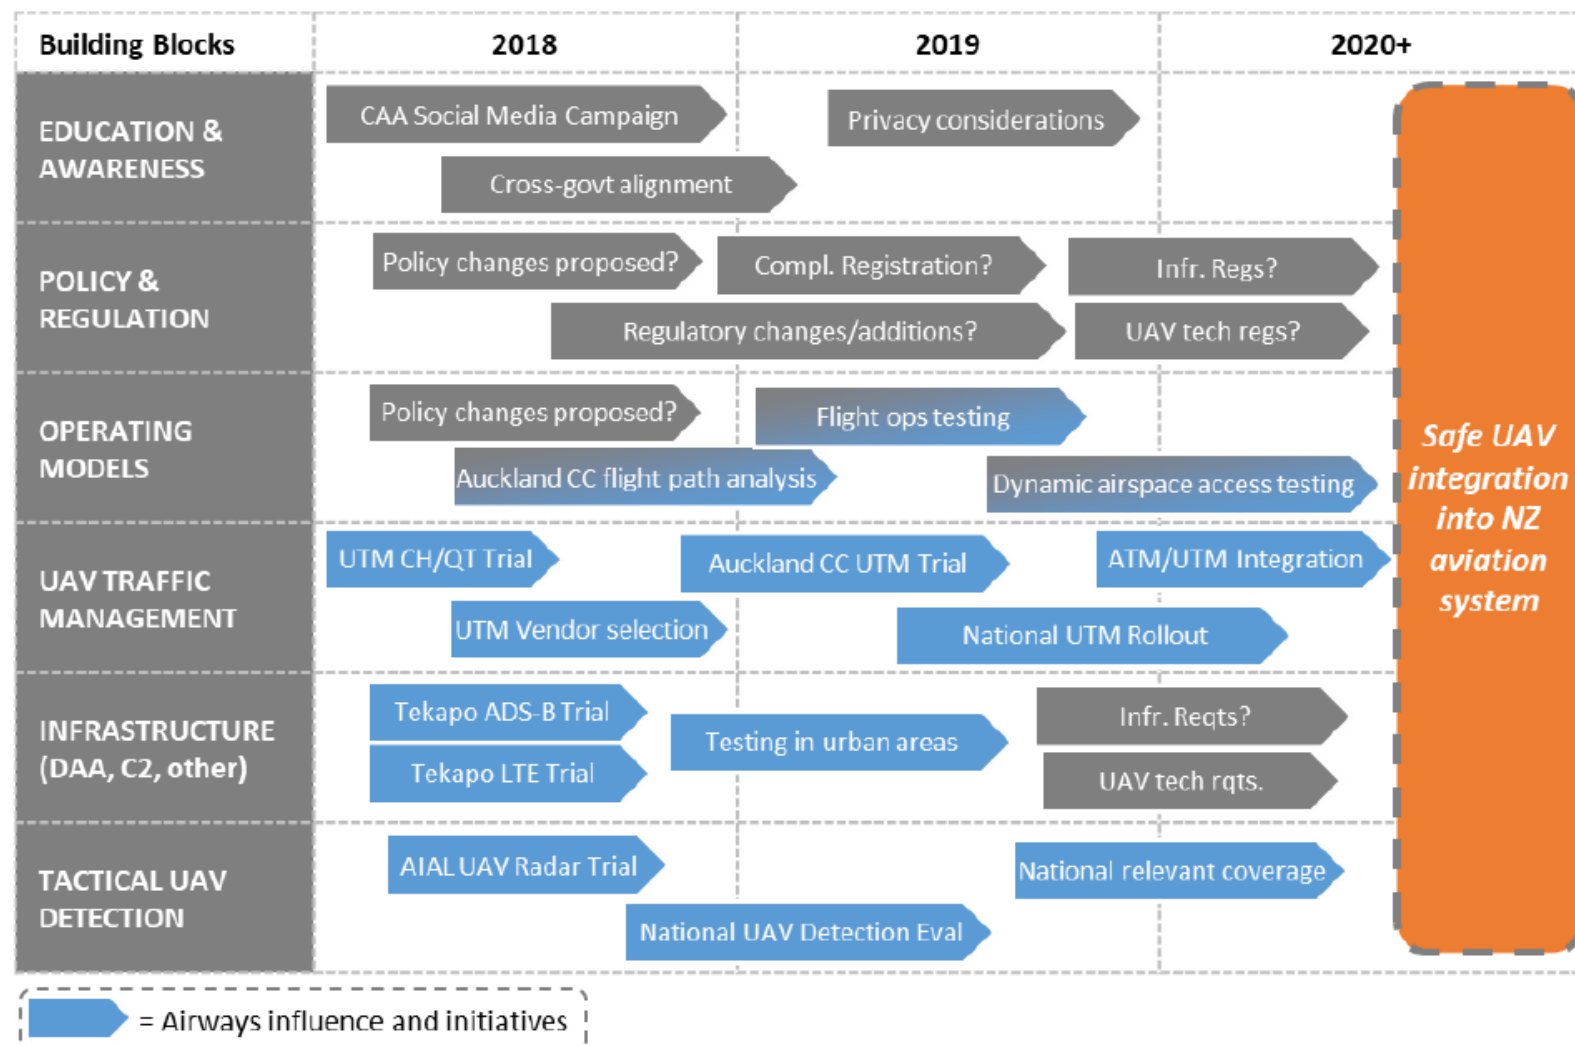 Building Blocks
2018
2019
2020+
EDUCATION &
AWARENESS
CAA Social Media Campaign
Privacy considerations
Cross-govt alignment
POLICY &
REGULATION
Policy changes proposed?
Compl. Registration?
Infr. Regs?
Regulatory changes/additions?
UAV tech regs?
OPERATING
MODELS
Policy changes proposed?
Flight ops testing
Auckland CC flight path analysis
Dynamic airspace access testing
UAV TRAFFIC
MANAGEMENT
UTM CH/QT Trial
Auckland CC UTM Trial
ATM/UTM Integration
UTM Vendor selection
National UTM Rollout
INFRASTRUCTURE
(DAA, C2, other)
Tekapo ADS-B Trial
Testing in urban areas
Infr. Reqts?
Tekapo LTE Trial
UAV tech rqts.
TACTICAL UAV
DETECTION
AIAL UAV Radar Trial
National relevant coverage
National UAV Detection Eval
Safe UAV
integration
into NZ
aviation
system
= Airways influence and initiatives